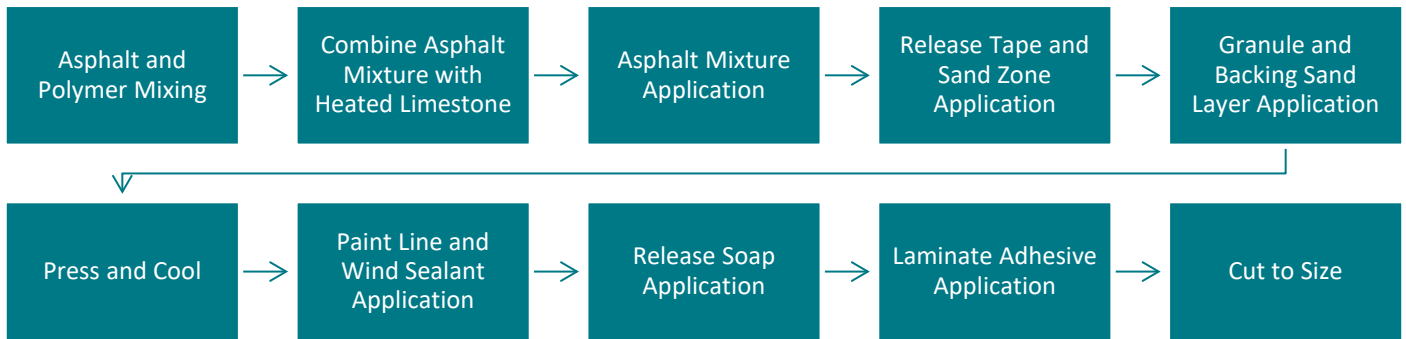 Asphalt and
Polymer Mixing
Combine Asphalt
Mixture with
Heated Limestone
Asphalt Mixture
Application
Release Tape and
Sand Zone
Application
Granule and
Backing Sand
Layer Application
Press and Cool
Paint Line and
Wind Sealant
Application
Release Soap
Application
Laminate Adhesive
Application
Cut to Size